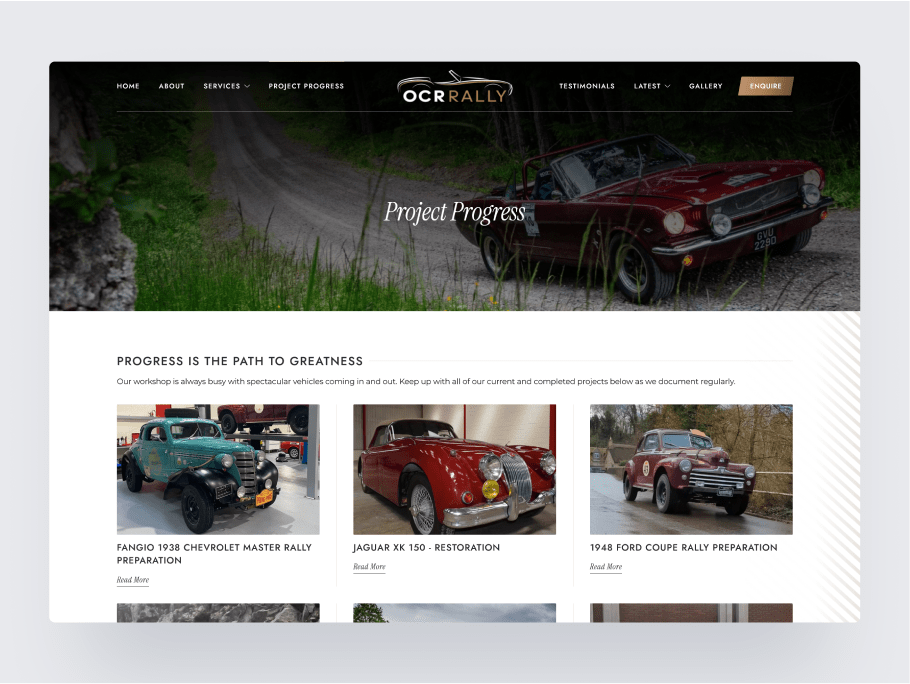 HOME ABOUT SERVICES PROJECT PROGRESS OCR RALLY TESTIMONIALS LATEST GALLERY ENQUIRE
Project Progress
GVU
229D
PROGRESS IS THE PATH TO GREATNESS
Our workshop is always busy with spectacular vehicles coming in and out. Keep up with all of our current and completed projects below as we document regularly.
FANGIO 1938 CHEVROLET MASTER RALLY
PREPARATION
Read More
JAGUAR XK 150 - RESTORATION
Read More
1948 FORD COUPE RALLY PREPARATION
Read More